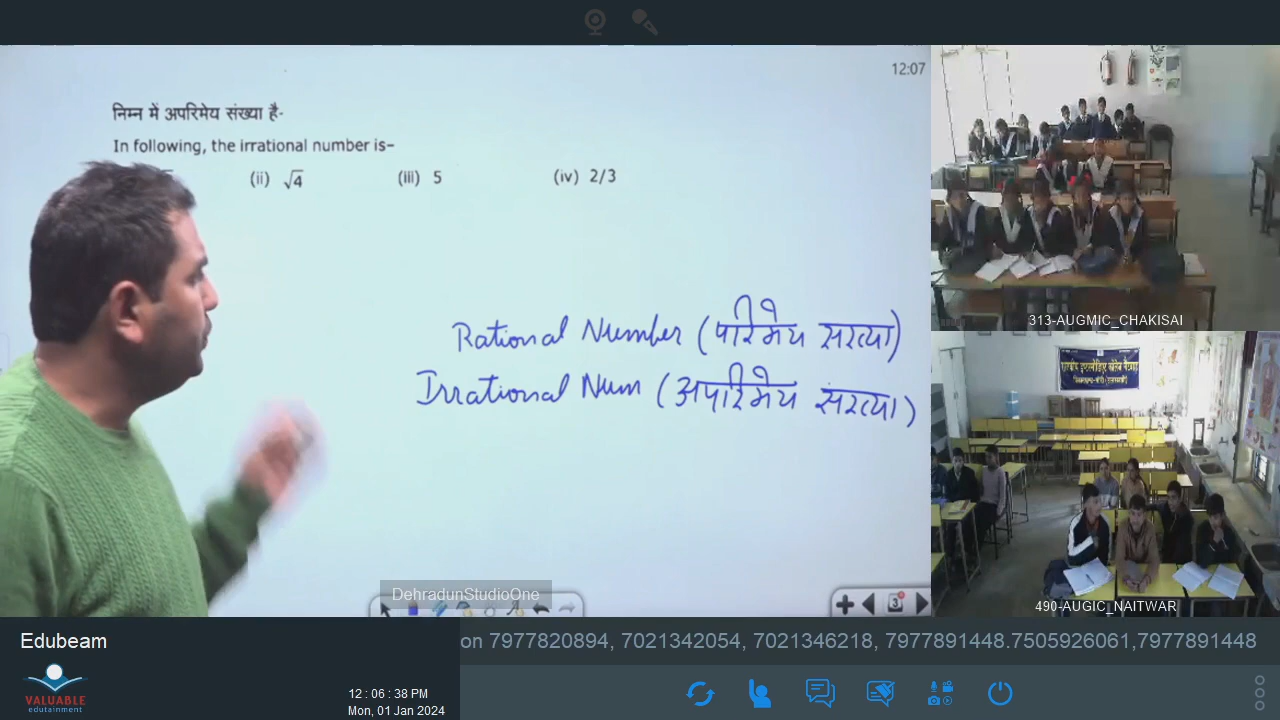 12:07
निम्न में अपरिमेय संख्या है-
In following, the irrational number is-
(ii) √4 (iii) 5 (iv) 2/3
Rational Number (परिमेय सख्या)
Irrational Num (अपरिमेय संख्या)
DehradunStudioOne
3
313-AUGMIC_CHAKISAI
490-AUGIC_NAITWAR
Edubeam
on 7977820894, 7021342054, 7021346218, 7977891448.7505926061,7977891448
VALUABLE
edutainment
12 : 06 : 38 PM
Mon, 01 Jan 2024